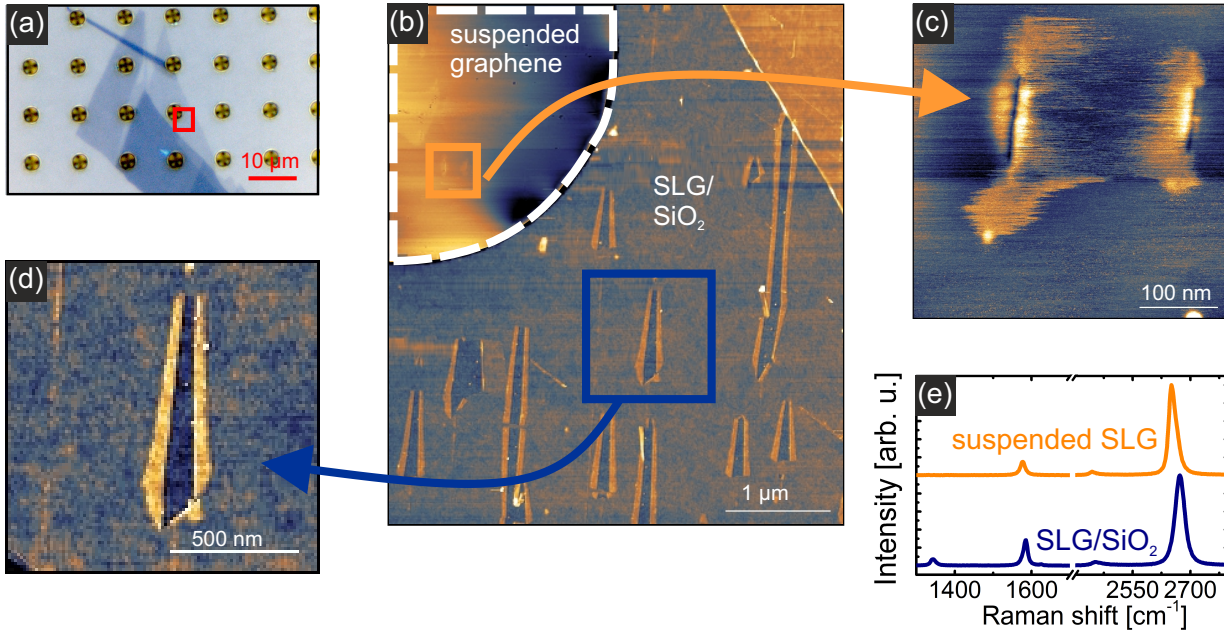 (a)
10 µm
(b)
suspended
graphene
SLG/
SiO₂
1 µm
(c)
100 nm
(d)
500 nm
(e)
Intensity [arb. u.]
suspended SLG
SLG/SiO₂
1400 1600 2550 2700
Raman shift [cm⁻¹]